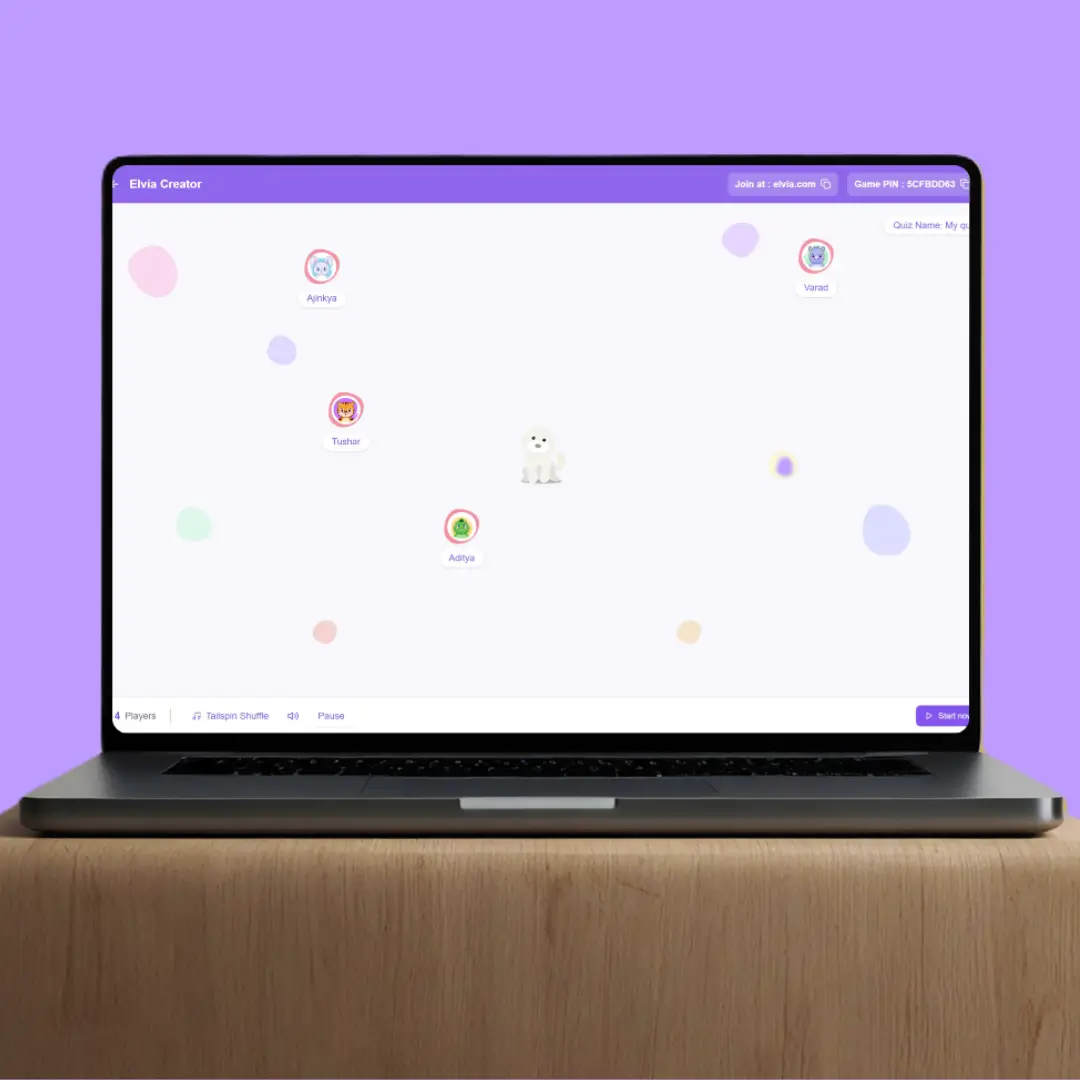 Elvia Creator
Join at : elvia.com
Game PIN : 5CFBDD63
Quiz Name: My qu
Ajinkya
Varad
Tushar
Aditya
4 Players
Tailspin Shuffle
Pause
Start now